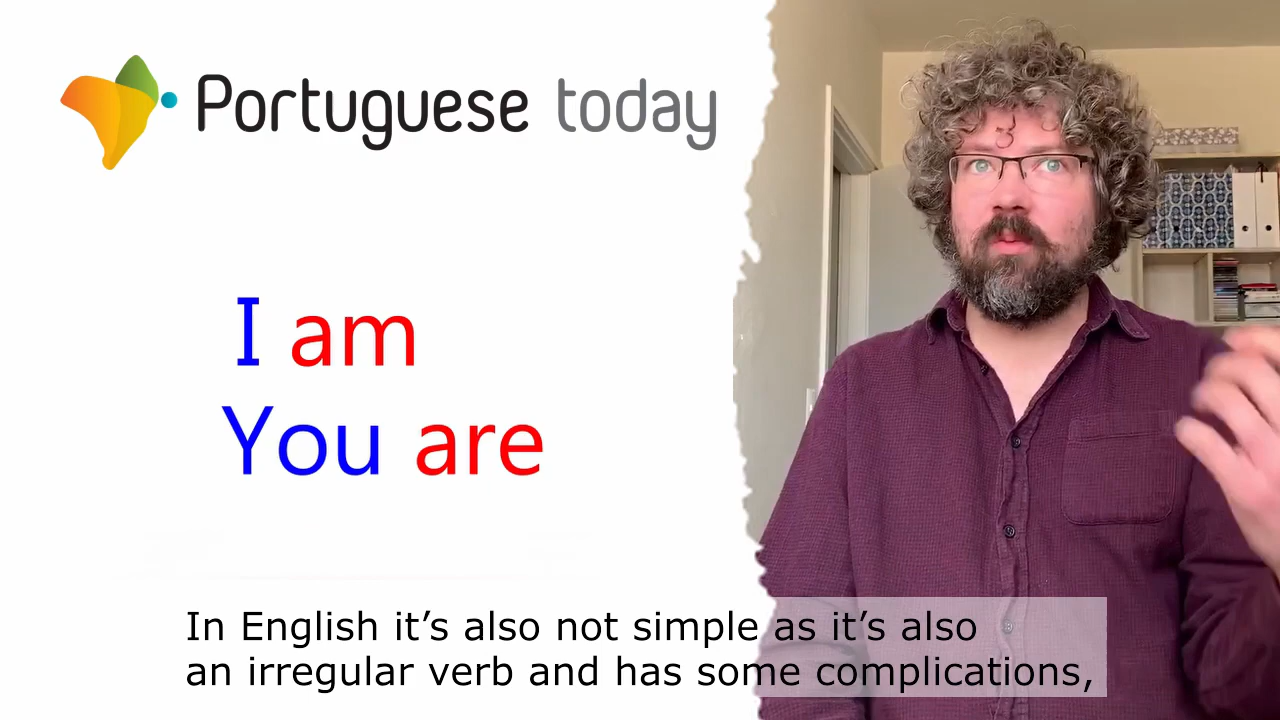 Portuguese today
I am
You are
In English it’s also not simple as it’s also
an irregular verb and has some complications,